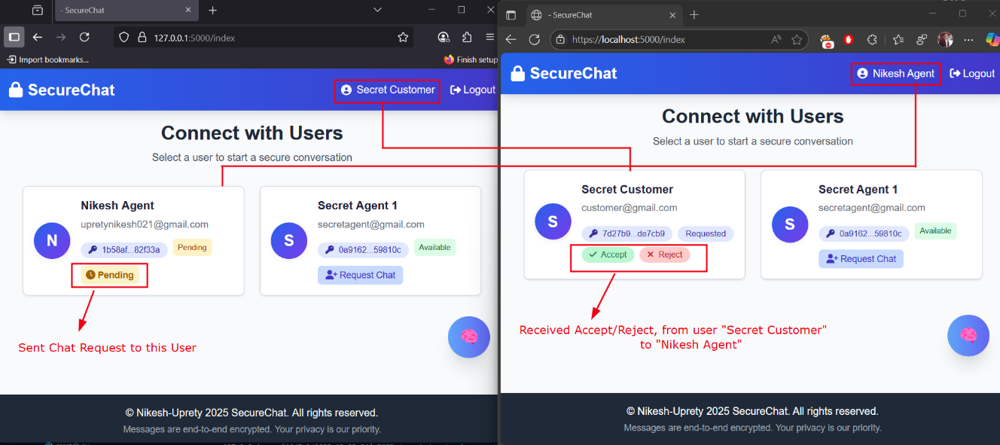 - SecureChat
127.0.0.1:5000/index
Import bookmarks...
Finish setup
SecureChat
Secret Customer
Logout
Connect with Users
Select a user to start a secure conversation
N
Nikesh Agent
upretynikesh021@gmail.com
1b58af...82f33a
Pending
Pending
S
Secret Agent 1
secretagent@gmail.com
0a9162...59810c
Available
Request Chat
Sent Chat Request to this User
© Nikesh-Uprety 2025 SecureChat. All rights reserved.
Messages are end-to-end encrypted. Your privacy is our priority.
- SecureChat
https://localhost:5000/index
SecureChat
Nikesh Agent
Logout
Connect with Users
Select a user to start a secure conversation
S
Secret Customer
customer@gmail.com
7d27b9...de7cb9
Requested
Accept
Reject
S
Secret Agent 1
secretagent@gmail.com
0a9162...59810c
Available
Request Chat
Received Accept/Reject, from user "Secret Customer"
to "Nikesh Agent"
© Nikesh-Uprety 2025 SecureChat. All rights reserved.
Messages are end-to-end encrypted. Your privacy is our priority.